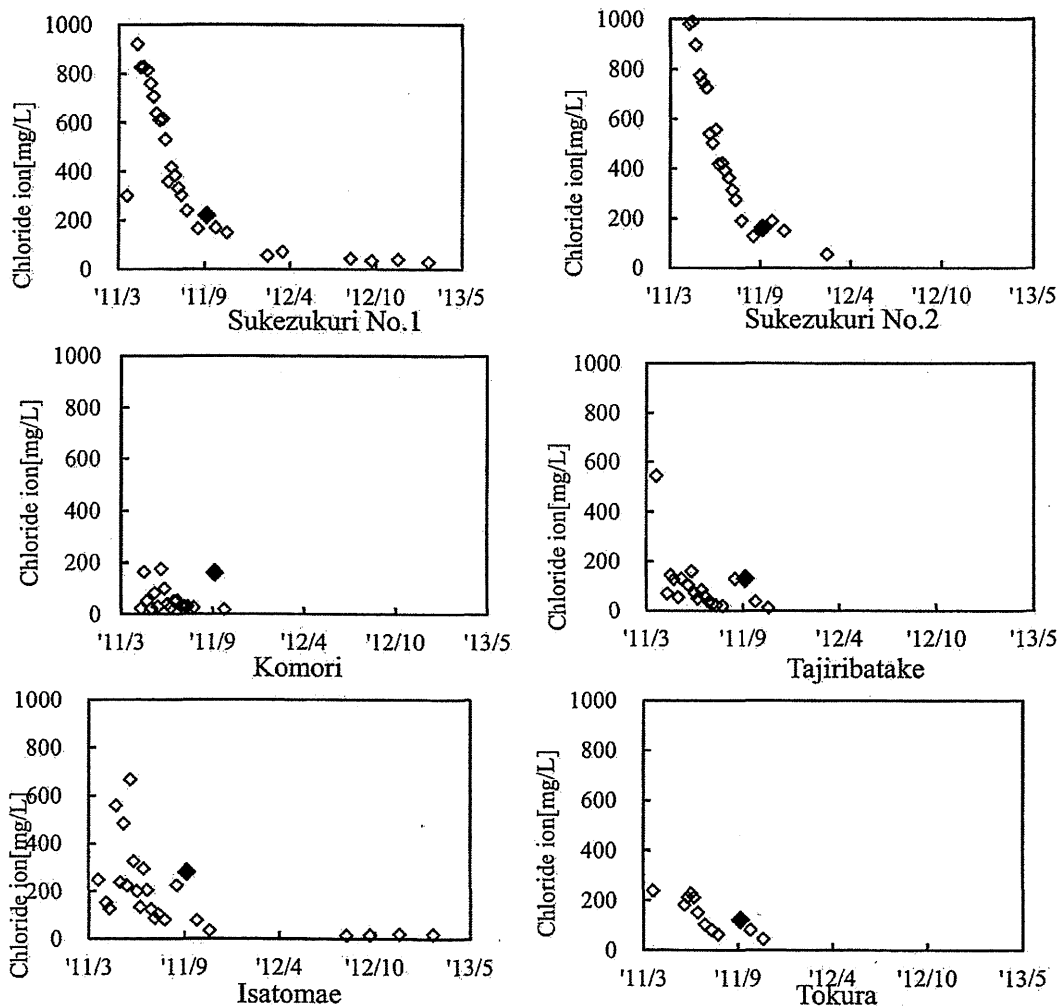 1000
800
600
400
200
0
Chloride ion[mg/L]
'11/3 '11/9 '12/4 '12/10 '13/5
Sukezukuri No.1
1000
800
600
400
200
0
Chloride ion[mg/L]
'11/3 '11/9 '12/4 '12/10 '13/5
Sukezukuri No.2
1000
800
600
400
200
0
Chloride ion[mg/L]
'11/3 '11/9 '12/4 '12/10 '13/5
Komori
1000
800
600
400
200
0
Chloride ion[mg/L]
'11/3 '11/9 '12/4 '12/10 '13/5
Tajiribatake
1000
800
600
400
200
0
Chloride ion[mg/L]
'11/3 '11/9 '12/4 '12/10 '13/5
Isatomae
1000
800
600
400
200
0
Chloride ion[mg/L]
'11/3 '11/9 '12/4 '12/10 '13/5
Tokura